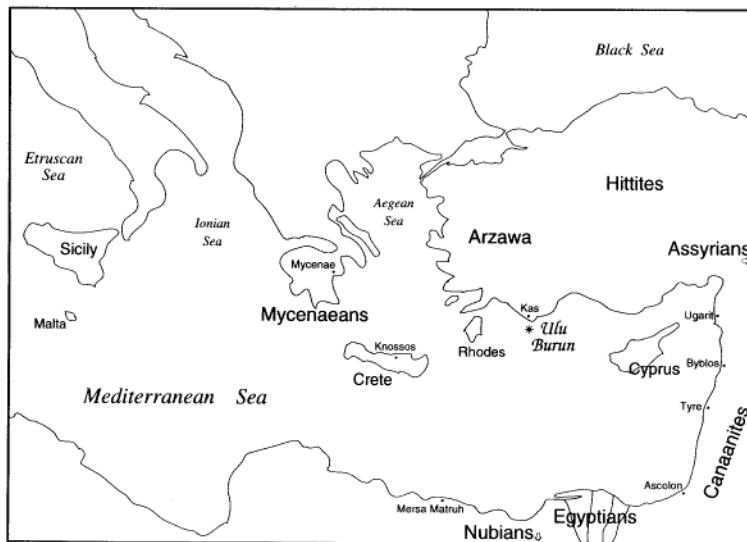 Black Sea
Etruscan
Sea
Hittites
Aegean
Sea
Ionian
Sea
Arzawa
Sicily
Assyrians
Mycenae
Mycenaeans
Kas
Ugarit
Malta
Ulu
Burun
Knossos
Rhodes
Crete
Cyprus
Byblos
Mediterranean Sea
Tyre
Canaanites
Ascolon
Mersa Matruh
Egyptians
Nubians